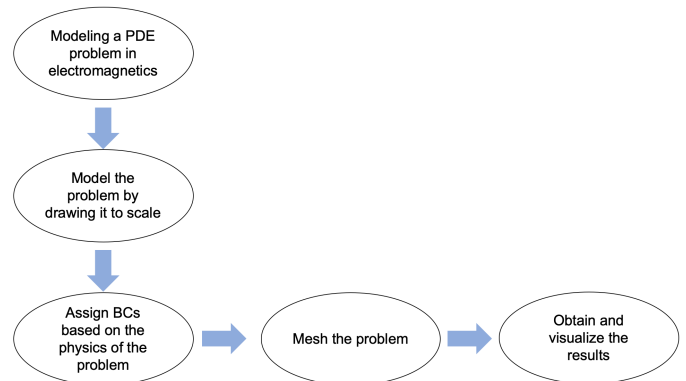 Modeling a PDE
problem in
electromagnetics
Model the
problem by
drawing it to scale
Assign BCs
based on the
physics of the
problem
Mesh the problem
Obtain and
visualize the
results